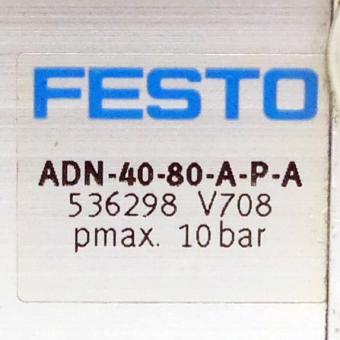 FESTO
ADN-40-80-A-P-A
536298 V708
pmax. 10 bar